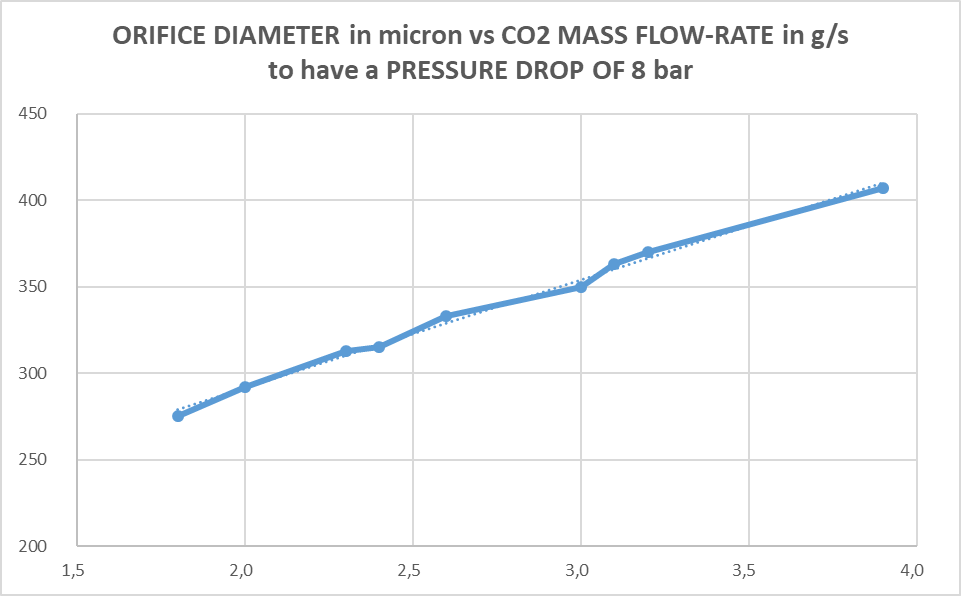 ORIFICE DIAMETER in micron vs CO2 MASS FLOW-RATE in g/s
to have a PRESSURE DROP OF 8 bar
450
400
350
300
250
200
1,5 2,0 2,5 3,0 3,5 4,0